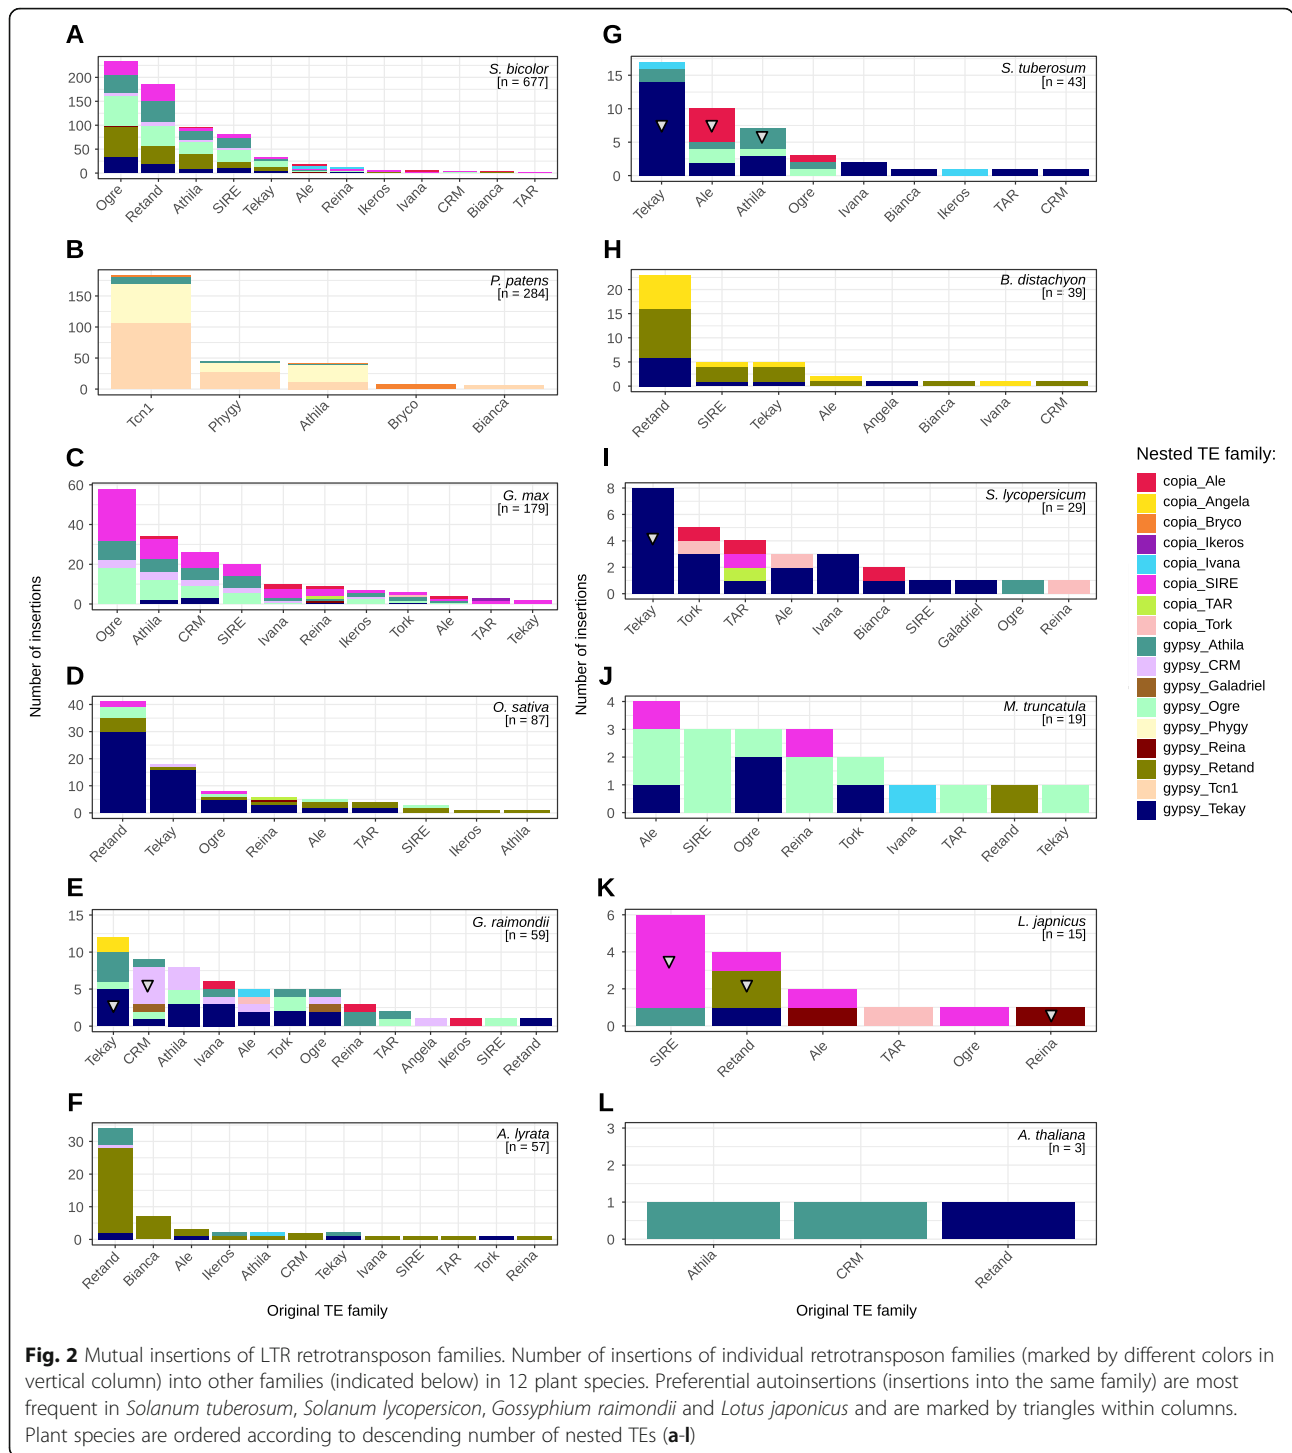 A
S. bicolor
[n = 677]
200
150
100
50
0
Ogre
Retand
Athila
SIRE
Tekay
Ale
Reina
Ikeros
Ivana
CRM
Bianca
TAR
B
P. patens
[n = 284]
150
100
50
0
Tcn1
Phygy
Athila
Bryco
Bianca
C
G. max
[n = 179]
60
40
20
0
Ogre
Athila
CRM
SIRE
Ivana
Reina
Ikeros
Tork
Ale
TAR
Tekay
Number of insertions
D
O. sativa
[n = 87]
40
30
20
10
0
Retand
Tekay
Ogre
Reina
Ale
TAR
SIRE
Ikeros
Athila
E
G. raimondii
[n = 59]
15
10
5
0
Tekay
CRM
Athila
Ivana
Ale
Tork
Ogre
Reina
TAR
Angela
Ikeros
SIRE
Retand
F
A. lyrata
[n = 57]
30
20
10
0
Retand
Bianca
Ale
Ikeros
Athila
CRM
Tekay
Ivana
SIRE
TAR
Tork
Reina
Original TE family
G
S. tuberosum
[n = 43]
15
10
5
0
Tekay
Ale
Athila
Ogre
Ivana
Bianca
Ikeros
TAR
CRM
H
B. distachyon
[n = 39]
20
15
10
5
0
Retand
SIRE
Tekay
Ale
Angela
Bianca
Ivana
CRM
I
S. lycopersicum
[n = 29]
8
6
4
2
0
Tekay
Tork
TAR
Ale
Ivana
Bianca
SIRE
Galadriel
Ogre
Reina
Number of insertions
J
M. truncatula
[n = 19]
4
3
2
1
0
Ale
SIRE
Ogre
Reina
Tork
Ivana
TAR
Retand
Tekay
K
L. japnicus
[n = 15]
6
4
2
0
SIRE
Retand
Ale
TAR
Ogre
Reina
L
A. thaliana
[n = 3]
3
2
1
0
Athila
CRM
Retand
Original TE family
Nested TE family:
copia_Ale
copia_Angela
copia_Bryco
copia_Ikeros
copia_Ivana
copia_SIRE
copia_TAR
copia_Tork
gypsy_Athila
gypsy_CRM
gypsy_Galadriel
gypsy_Ogre
gypsy_Phygy
gypsy_Reina
gypsy_Retand
gypsy_Tcn1
gypsy_Tekay
Fig. 2 Mutual insertions of LTR retrotransposon families. Number of insertions of individual retrotransposon families (marked by different colors in
vertical column) into other families (indicated below) in 12 plant species. Preferential autoinsertions (insertions into the same family) are most
frequent in Solanum tuberosum, Solanum lycopersicon, Gossyphium raimondii and Lotus japonicus and are marked by triangles within columns.
Plant species are ordered according to descending number of nested TEs (a-l)